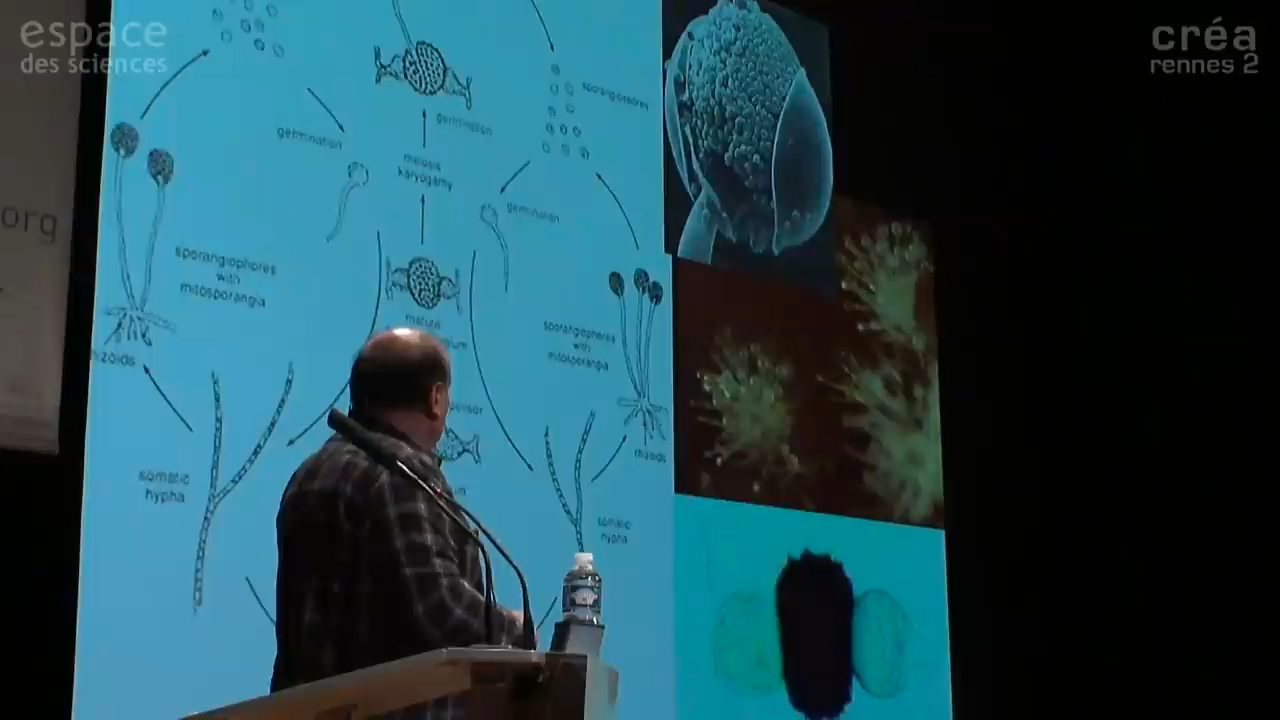 espace
des sciences
créa
rennes 2
org
germination
meiosis
karyogamy
germination
sporangiospores
germination
sporangiophores
with
mitosporangia
rhizoids
mature
sporangiophores
with
mitosporangia
rhizoids
somatic
hypha
somatic
hypha